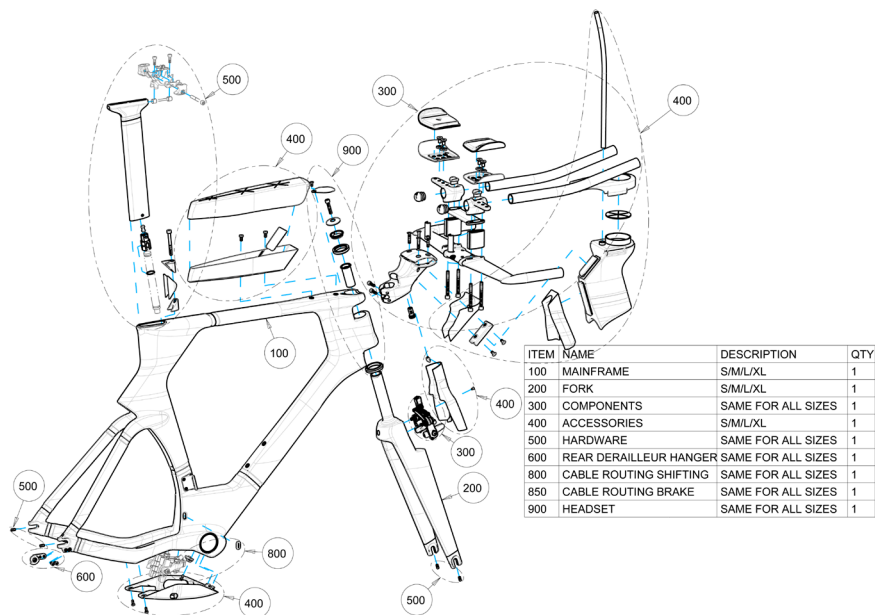 500
300
400
400
900
100
ITEM NAME DESCRIPTION QTY
100 MAINFRAME S/M/L/XL 1
200 FORK S/M/L/XL 1
300 COMPONENTS SAME FOR ALL SIZES 1
400 ACCESSORIES S/M/L/XL 1
500 HARDWARE SAME FOR ALL SIZES 1
600 REAR DERAILLEUR HANGER SAME FOR ALL SIZES 1
800 CABLE ROUTING SHIFTING SAME FOR ALL SIZES 1
850 CABLE ROUTING BRAKE SAME FOR ALL SIZES 1
900 HEADSET SAME FOR ALL SIZES 1
400
300
200
500
800
600
400
500